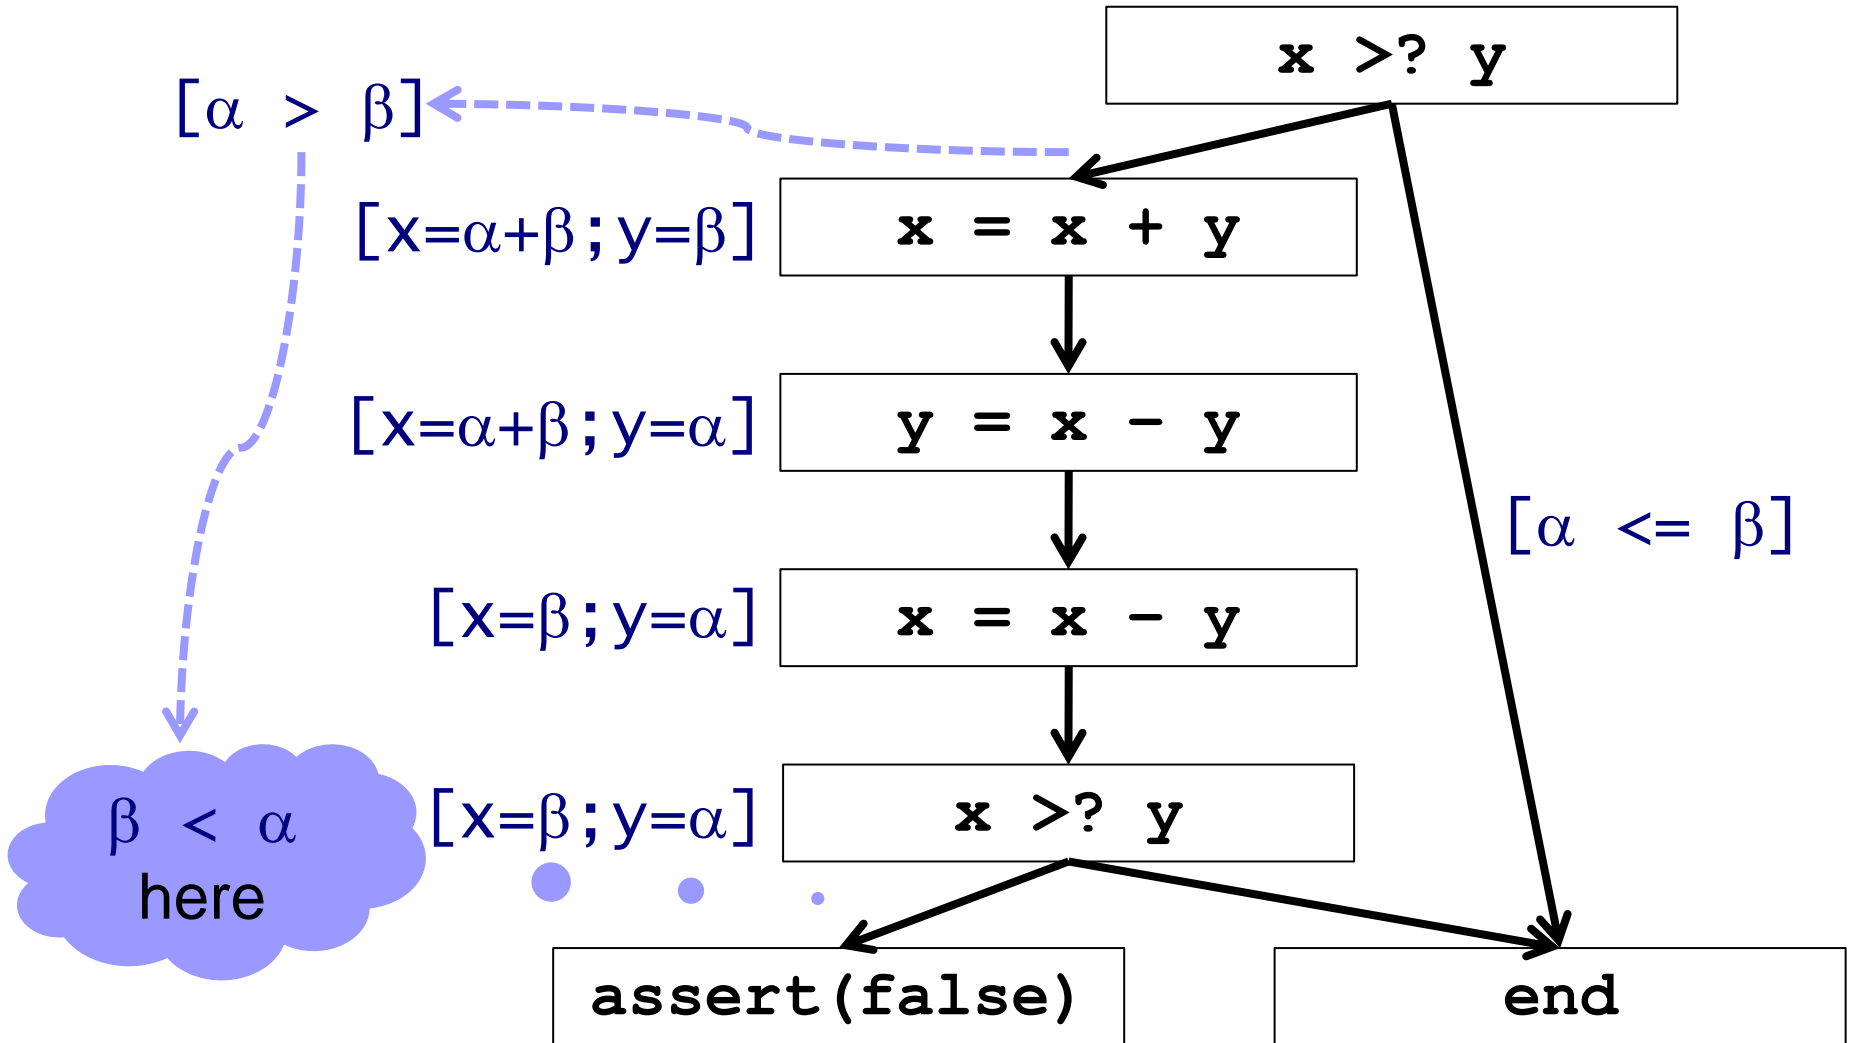 x >? y
[α > β]
[x=α+β;y=β]
x = x + y
[x=α+β;y=α]
y = x - y
[α <= β]
[x=β;y=α]
x = x - y
β < α
here
[x=β;y=α]
x >? y
assert(false)
end